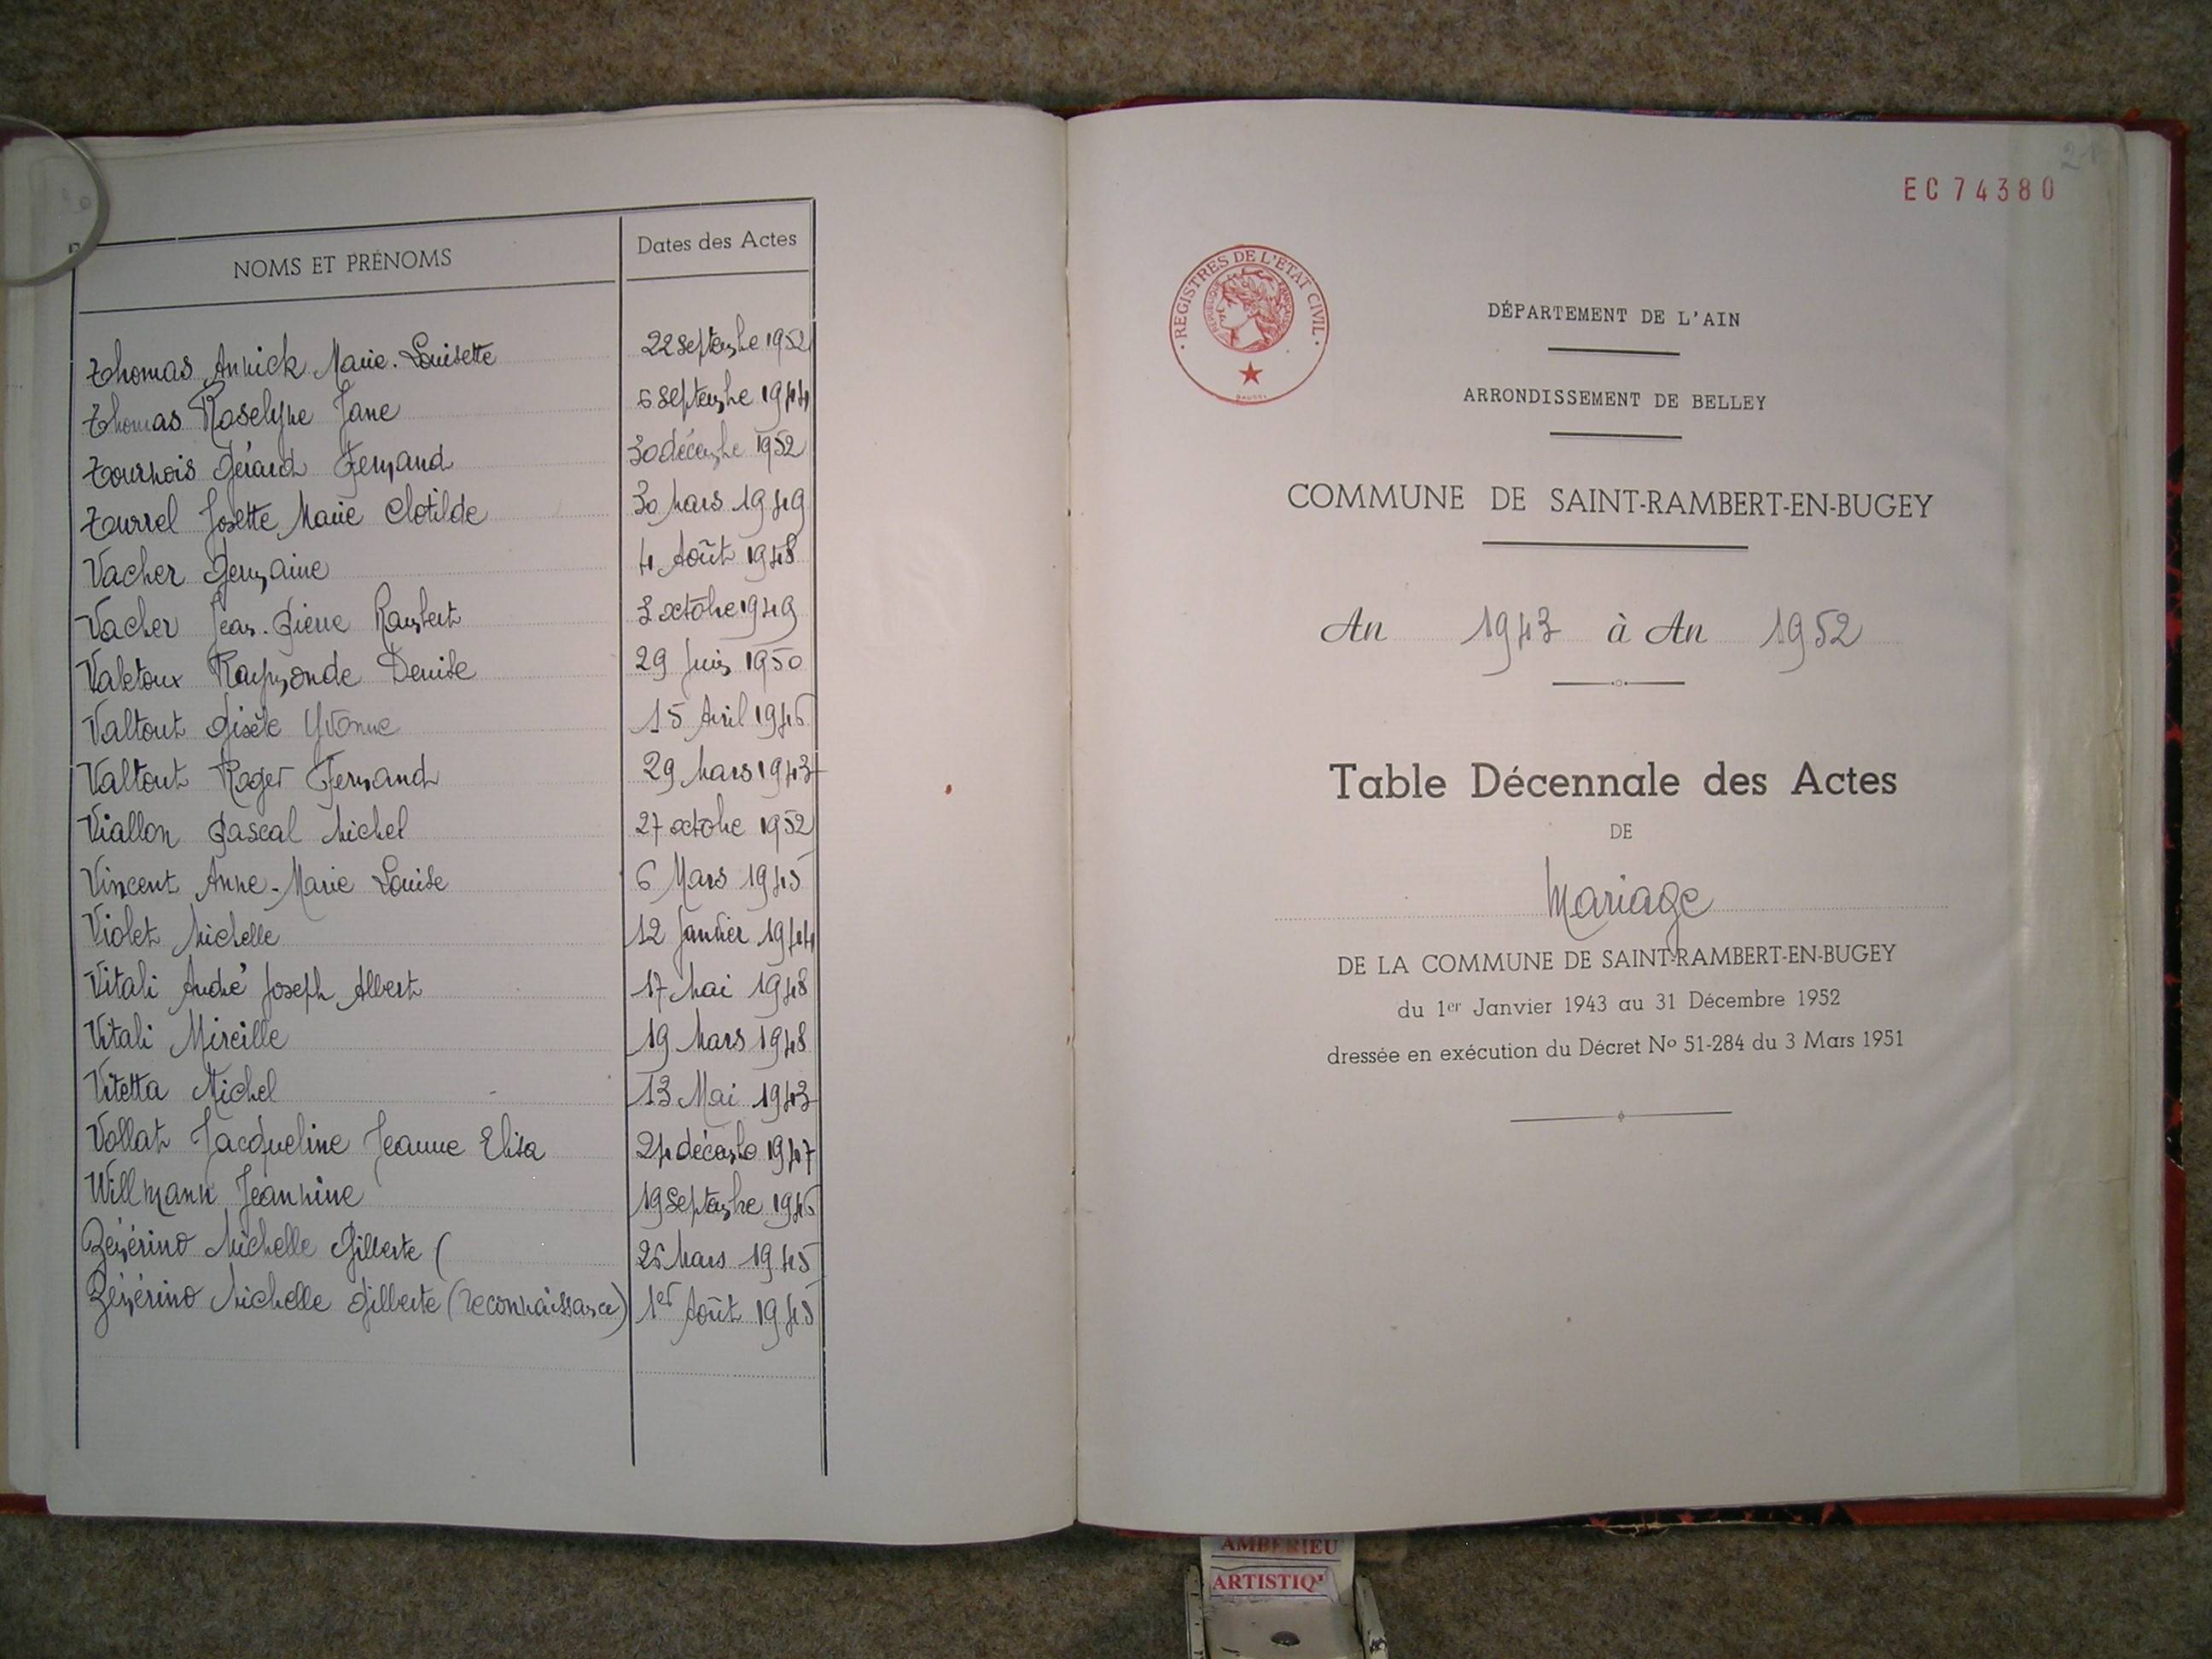 NOMS ET PRÉNOMS
Dates des Actes
Thomas Annick Marie-Louisette 22 septembre 1952
Thomas Roselyne Jane 6 septembre 1944
Tournois Gérard Fernand 30 décembre 1952
Tourrel Josette Marie Clotilde 30 Mars 1949
Vacher Germaine 4 Août 1948
Vacher Jean-Pierre Rambert 3 octobre 1949
Valetoux Raymonde Denise 29 Juin 1950
Valtout Gisèle Yvonne 15 Avril 1946
Valtout Roger Fernand 29 Mars 1943
Viallon Pascal Michel 27 octobre 1952
Vincent Anne-Marie Louise 6 Mars 1945
Violet Michelle 12 Janvier 1944
Vitali André Joseph Albert 17 Mai 1948
Vitali Mireille 19 Mars 1948
Vitetta Michel 13 Mai 1943
Vollat Jacqueline Jeanne Elisa 24 décembre 1947
Willmann Jeannine 19 septembre 1946
Michelle Gilberte ( 26 Mars 1945
Michelle Gilberte (reconnaissance) 1er Août 1945
21
EC74380
REGISTRES DE L'ETAT CIVIL
RÉPUBLIQUE FRANÇAISE
DÉPARTEMENT DE L'AIN
ARRONDISSEMENT DE BELLEY
COMMUNE DE SAINT-RAMBERT-EN-BUGEY
An 1943 à An 1952
Table Décennale des Actes
DE
Mariage
DE LA COMMUNE DE SAINT-RAMBERT-EN-BUGEY
du 1er Janvier 1943 au 31 Décembre 1952
dressée en exécution du Décret No 51-284 du 3 Mars 1951
AMBERIEU
ARTISTIQ